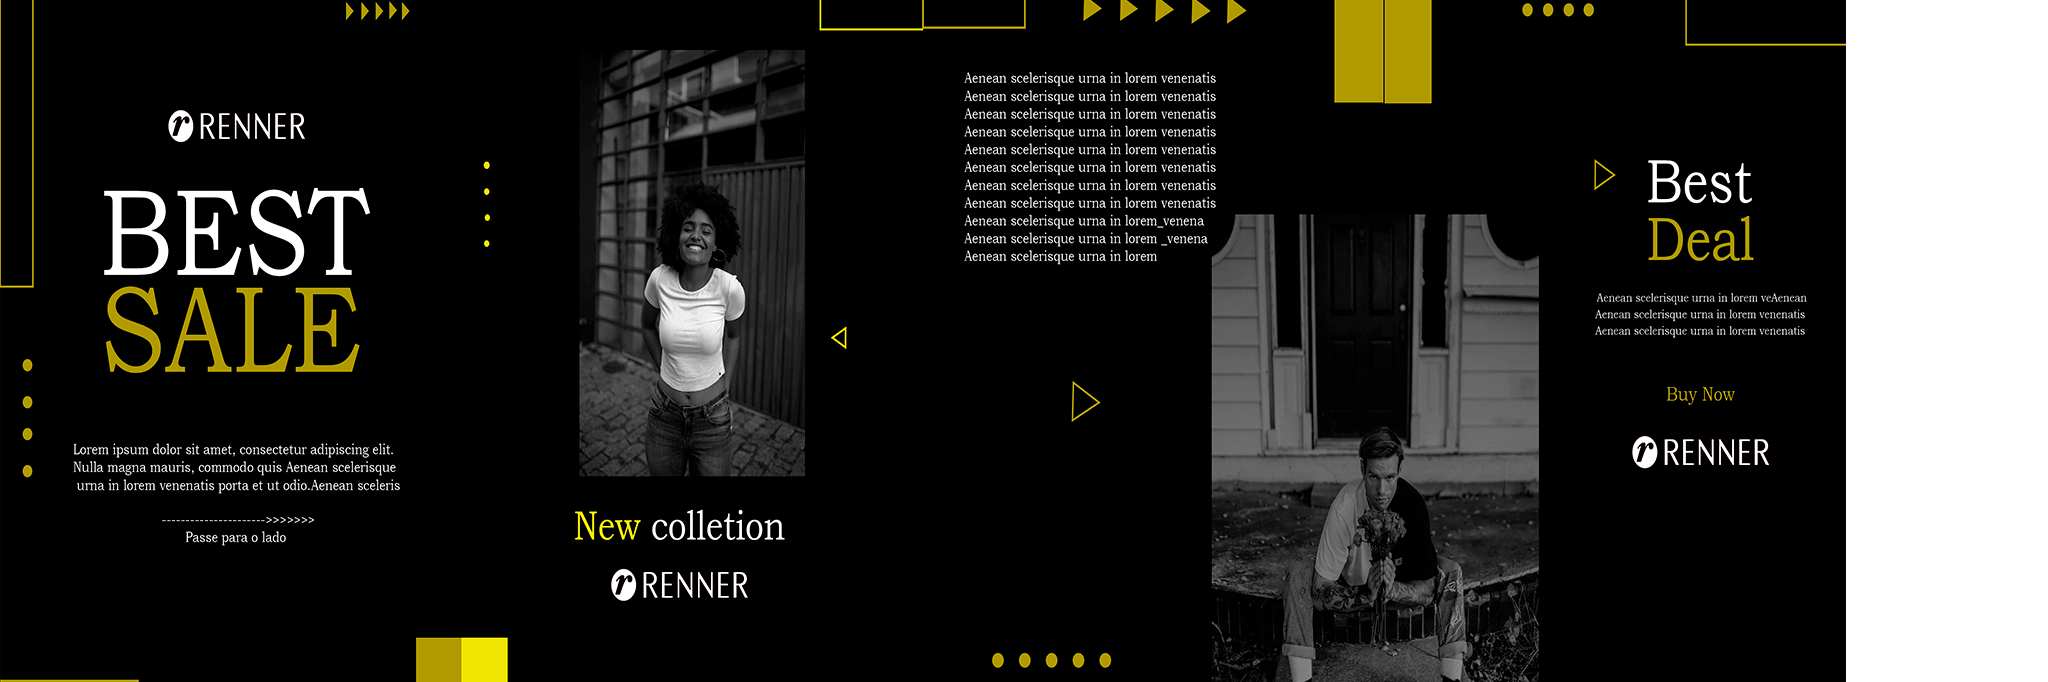 RENNER
BEST
SALE
Lorem ipsum dolor sit amet, consectetur adipiscing elit.
Nulla magna mauris, commodo quis Aenean scelerisque
urna in lorem venenatis porta et ut odio.Aenean sceleris
---------------------->>>>>>>
Passe para o lado
New colletion
RENNER
Aenean scelerisque urna in lorem venenatis
Aenean scelerisque urna in lorem venenatis
Aenean scelerisque urna in lorem venenatis
Aenean scelerisque urna in lorem venenatis
Aenean scelerisque urna in lorem venenatis
Aenean scelerisque urna in lorem venenatis
Aenean scelerisque urna in lorem venenatis
Aenean scelerisque urna in lorem venenatis
Aenean scelerisque urna in lorem_venena
Aenean scelerisque urna in lorem _venena
Aenean scelerisque urna in lorem
Best
Deal
Aenean scelerisque urna in lorem veAenean
Aenean scelerisque urna in lorem venenatis
Aenean scelerisque urna in lorem venenatis
Buy Now
RENNER